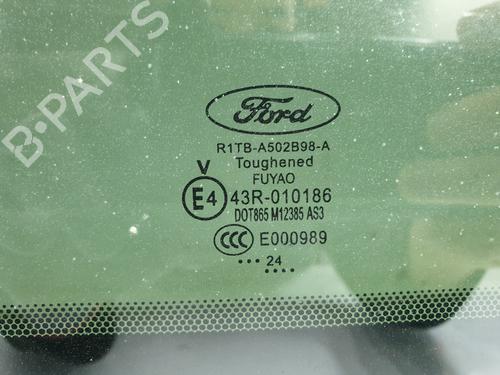 B-PARTS
Ford
R1TB-A502B98-A
Toughened
FUYAO
V
E4 43R-010186
DOT865 M12385 AS3
CCC E000989
... 24 ....